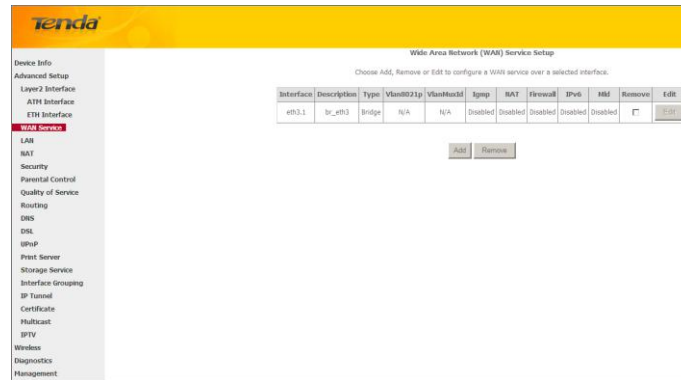 Tenda
Wide Area Network (WAN) Service Setup
Choose Add, Remove or Edit to configure a WAN service over a selected interface.
Interface Description Type Vlan8021p VlanMuxId Igmp NAT Firewall IPv6 Mld Remove Edit
eth3.1 br_eth3 Bridge N/A N/A Disabled Disabled Disabled Disabled Disabled Edit
Add Remove
Device Info
Advanced Setup
Layer2 Interface
ATM Interface
ETH Interface
WAN Service
LAN
NAT
Security
Parental Control
Quality of Service
Routing
DNS
DSL
UPnP
Print Server
Storage Service
Interface Grouping
IP Tunnel
Certificate
Multicast
IPTV
Wireless
Diagnostics
Management